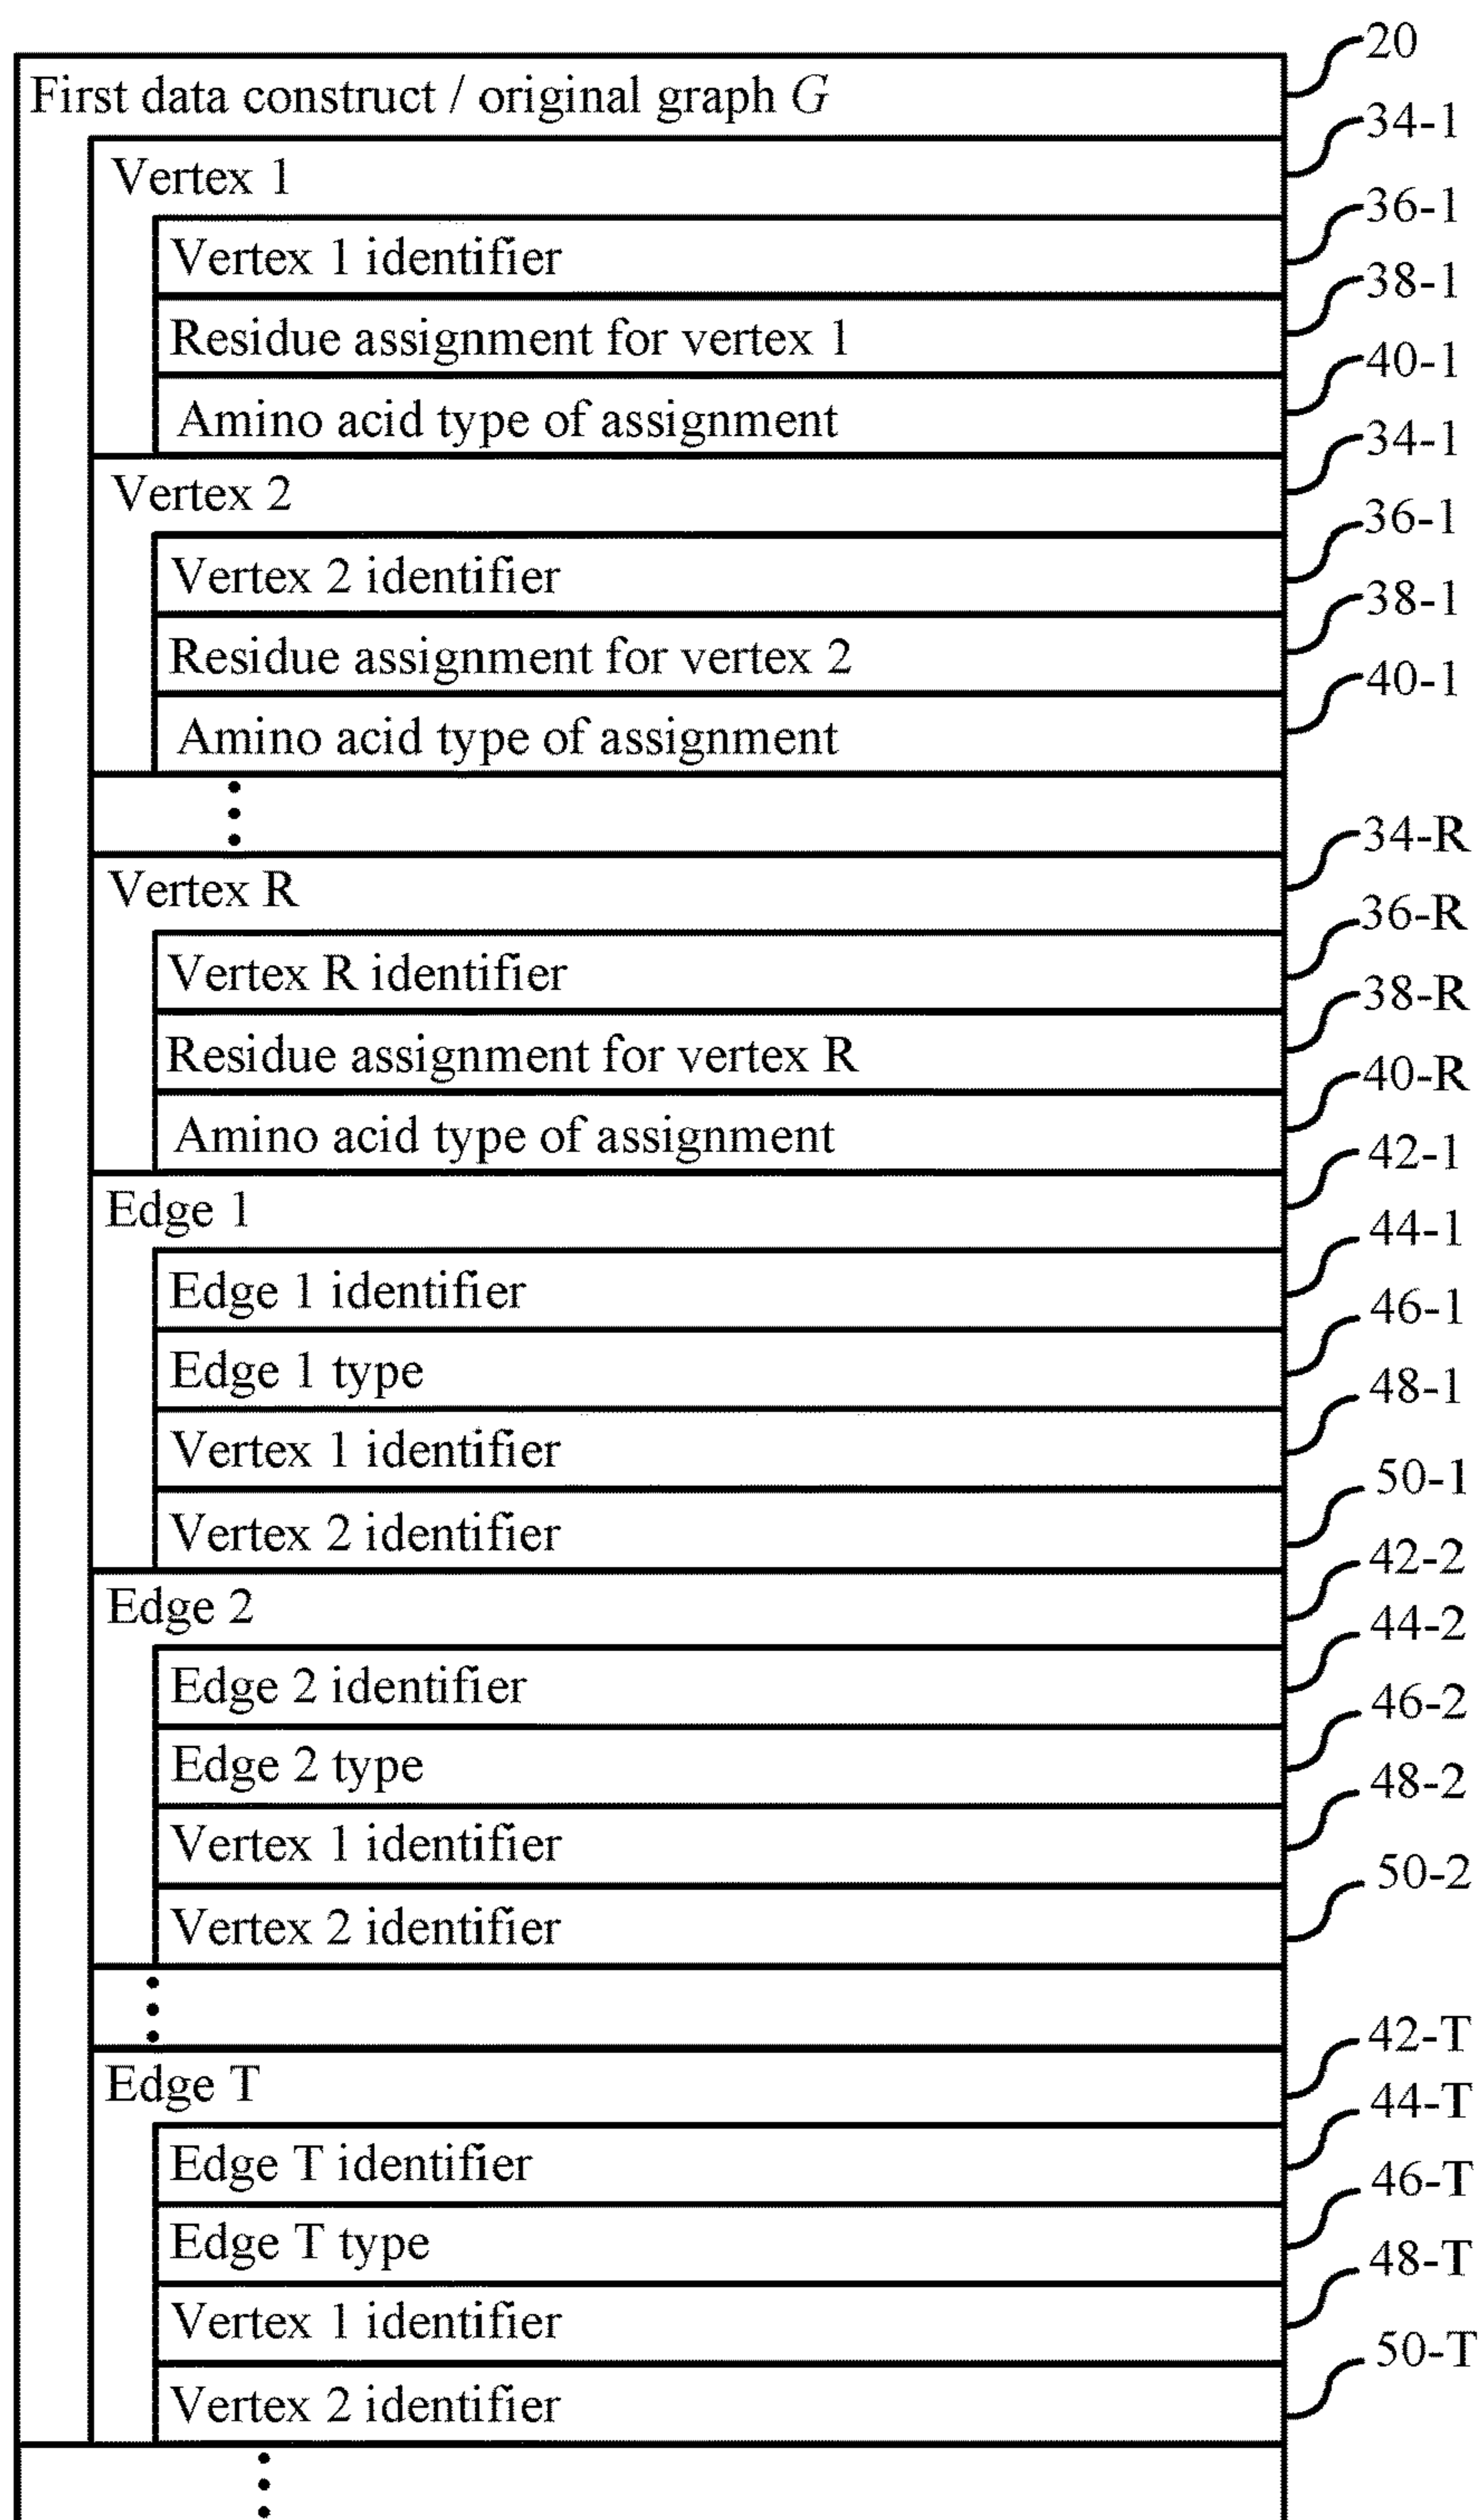 20
First data construct / original graph G
34-1
Vertex 1
36-1
Vertex 1 identifier
38-1
Residue assignment for vertex 1
40-1
Amino acid type of assignment
34-1
Vertex 2
36-1
Vertex 2 identifier
38-1
Residue assignment for vertex 2
40-1
Amino acid type of assignment
34-R
Vertex R
36-R
Vertex R identifier
38-R
Residue assignment for vertex R
40-R
Amino acid type of assignment
42-1
Edge 1
44-1
Edge 1 identifier
46-1
Edge 1 type
48-1
Vertex 1 identifier
50-1
Vertex 2 identifier
42-2
Edge 2
44-2
Edge 2 identifier
46-2
Edge 2 type
48-2
Vertex 1 identifier
50-2
Vertex 2 identifier
42-T
Edge T
44-T
Edge T identifier
46-T
Edge T type
48-T
Vertex 1 identifier
50-T
Vertex 2 identifier